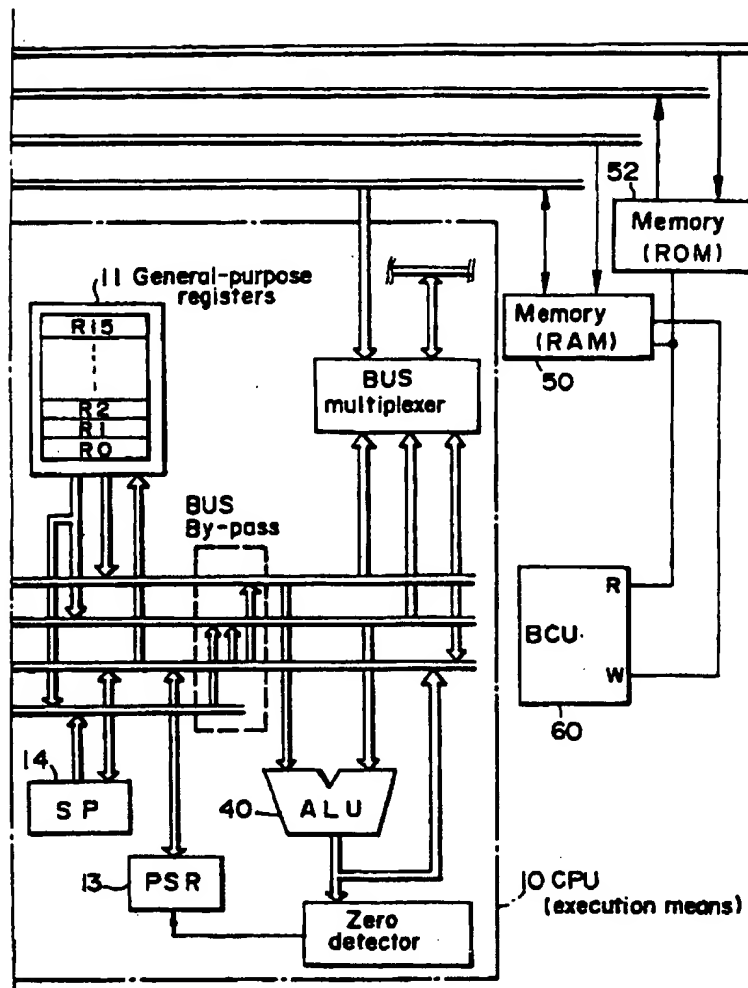 52
Memory
(ROM)
11 General-purpose
registers
R15
R2
R1
R0
Memory
(RAM)
50
BUS
multiplexer
BUS
By-pass
R
BCU
W
60
14
SP
40
ALU
13
PSR
10 CPU
(execution means)
Zero
detector